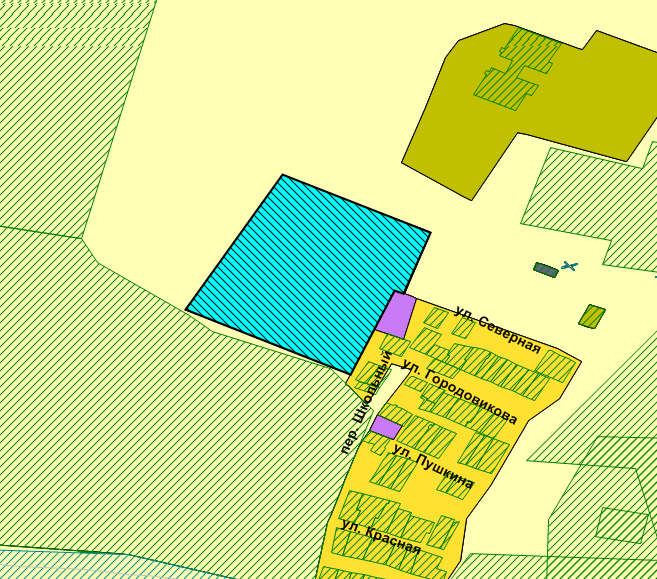 ул. Северная
ул. Городовикова
пер. Школьный
ул. Пушкина
ул. Красная